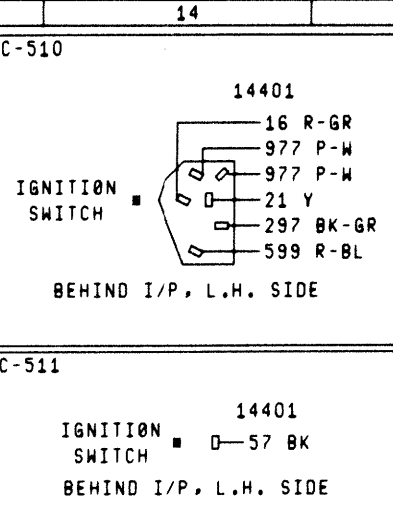 14
C-510
14401
16 R-GR
977 P-W
977 P-W
IGNITION
21 Y
SWITCH
297 BK-GR
599 R-BL
BEHIND I/P, L.H. SIDE
C-511
14401
IGNITION
57 BK
SWITCH
BEHIND I/P, L.H. SIDE